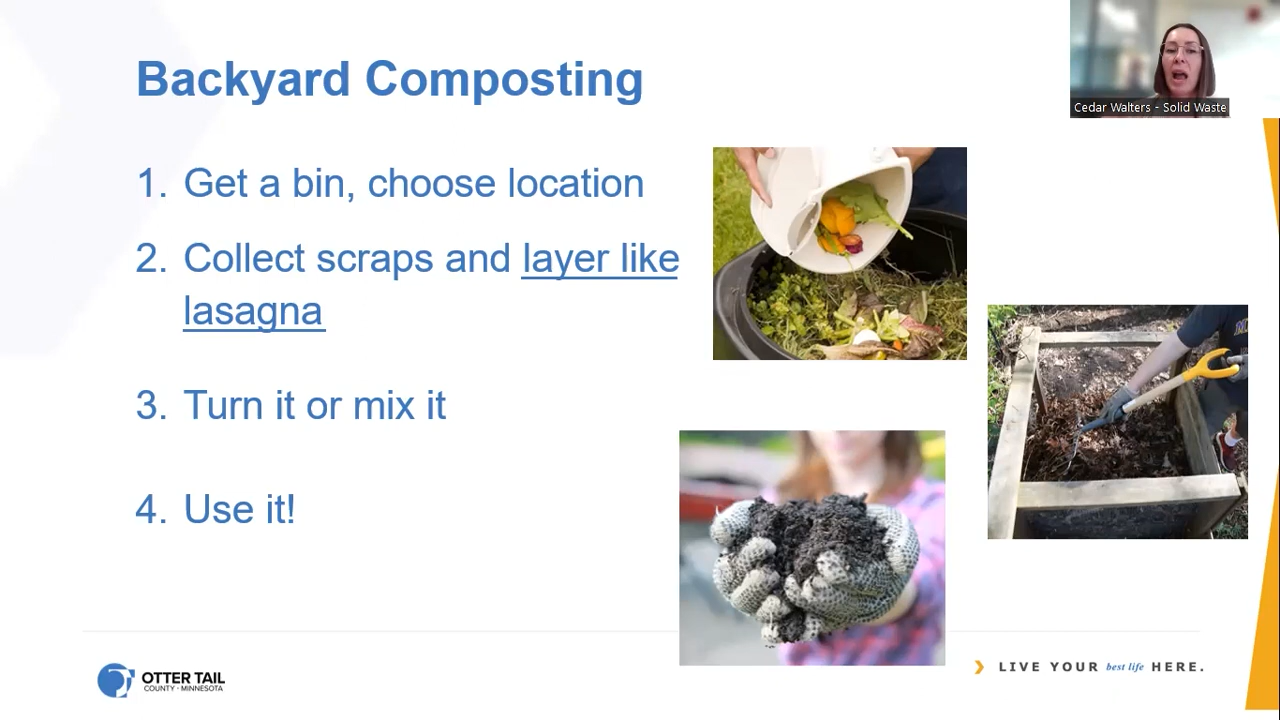 Backyard Composting
Cedar Walters - Solid Waste
1. Get a bin, choose location
2. Collect scraps and layer like
lasagna
3. Turn it or mix it
4. Use it!
OTTER TAIL
COUNTY · MINNESOTA
LIVE YOUR best life HERE.